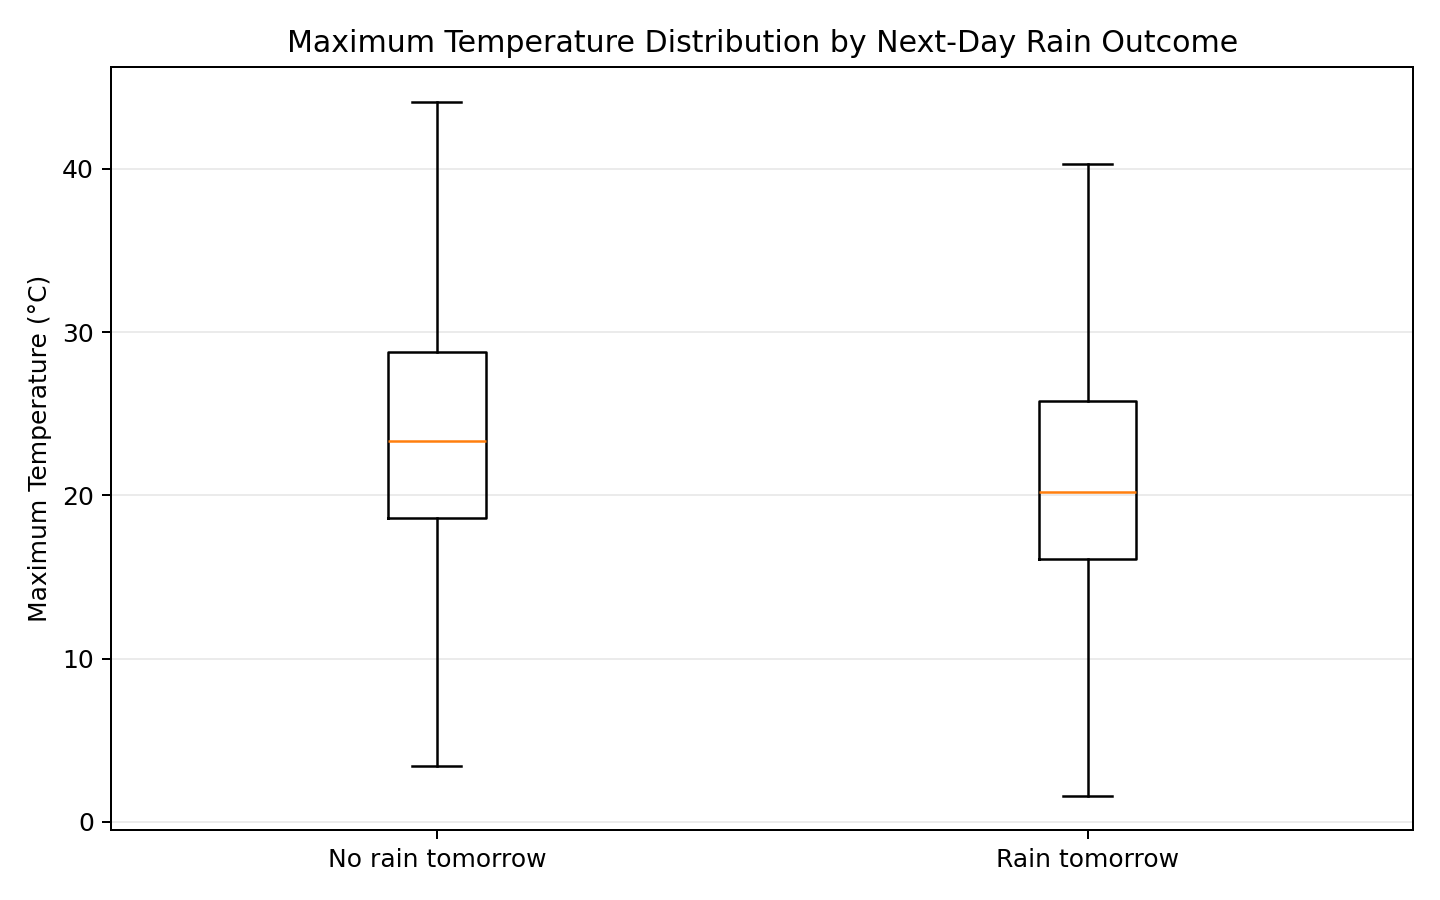 Maximum Temperature Distribution by Next-Day Rain Outcome
Maximum Temperature (°C)
40
30
20
10
0
No rain tomorrow
Rain tomorrow